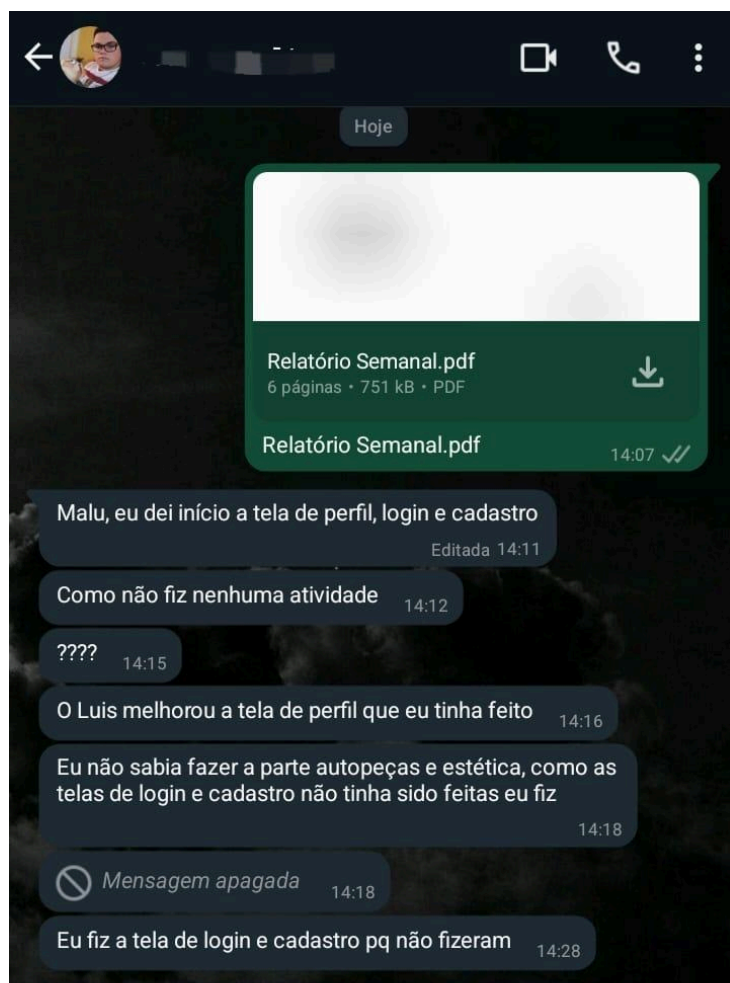 Hoje
Relatório Semanal.pdf
6 páginas • 751 kB • PDF
Relatório Semanal.pdf
14:07
Malu, eu dei início a tela de perfil, login e cadastro
Editada 14:11
Como não fiz nenhuma atividade 14:12
???? 14:15
O Luis melhorou a tela de perfil que eu tinha feito 14:16
Eu não sabia fazer a parte autopeças e estética, como as
telas de login e cadastro não tinha sido feitas eu fiz
14:18
Mensagem apagada 14:18
Eu fiz a tela de login e cadastro pq não fizeram 14:28